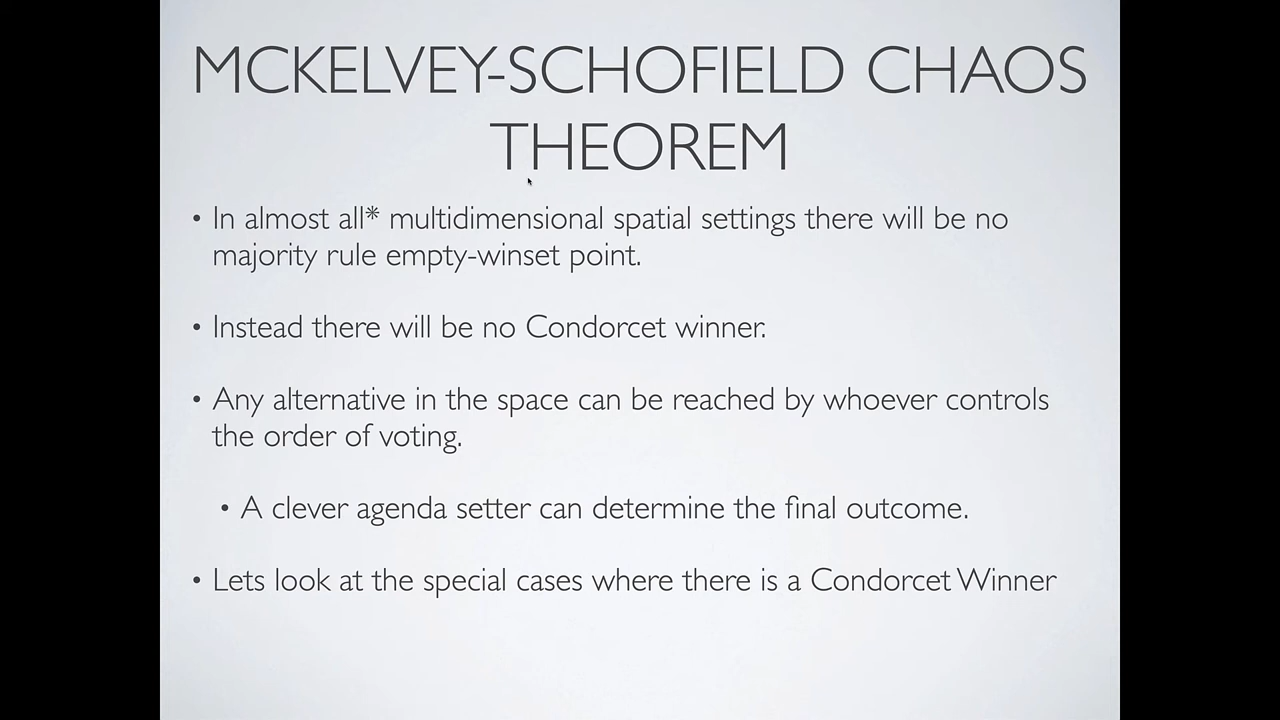 MCKELVEY-SCHOFIELD CHAOS
THEOREM
• In almost all* multidimensional spatial settings there will be no
majority rule empty-winset point.
• Instead there will be no Condorcet winner.
• Any alternative in the space can be reached by whoever controls
the order of voting.
• A clever agenda setter can determine the final outcome.
• Lets look at the special cases where there is a Condorcet Winner